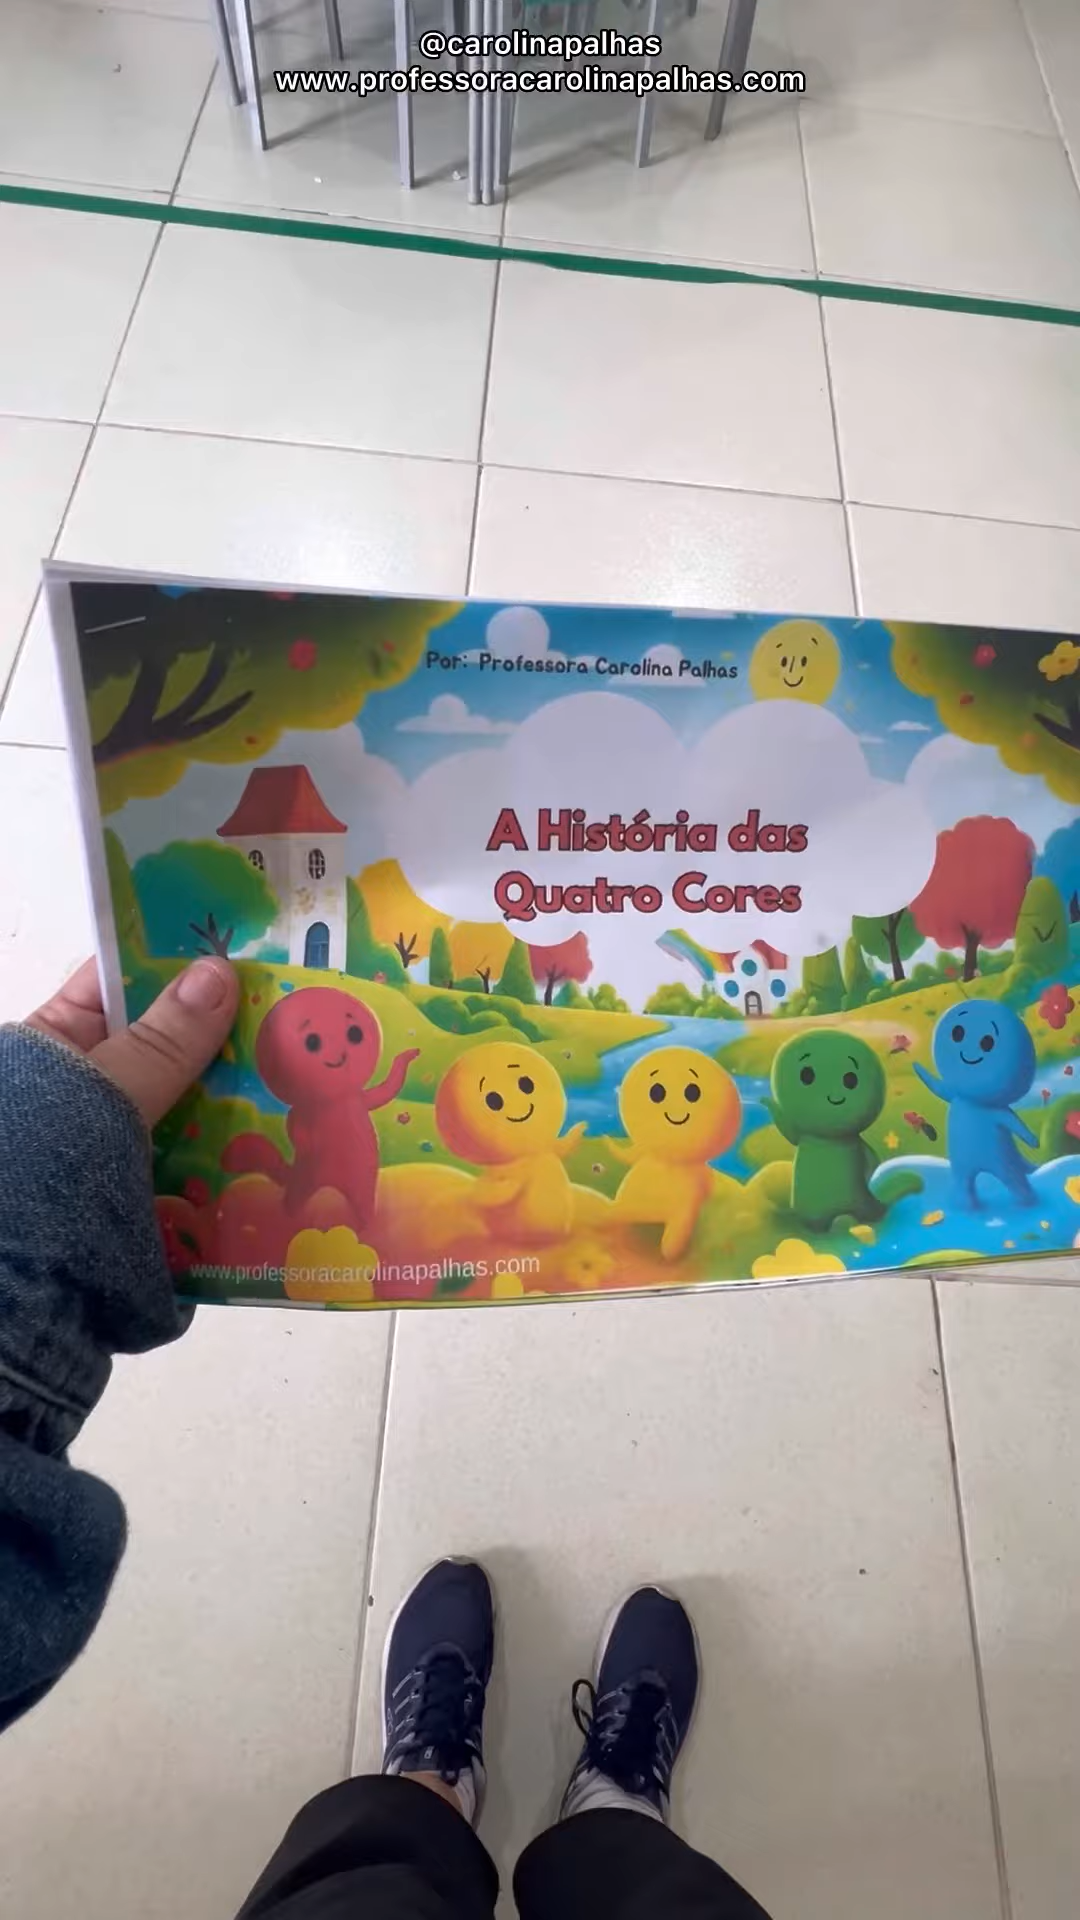 @carolinapalhas
www.professoracarolinapalhas.com
Por: Professora Carolina Palhas
A História das
Quatro Cores
www.professoracarolinapalhas.com